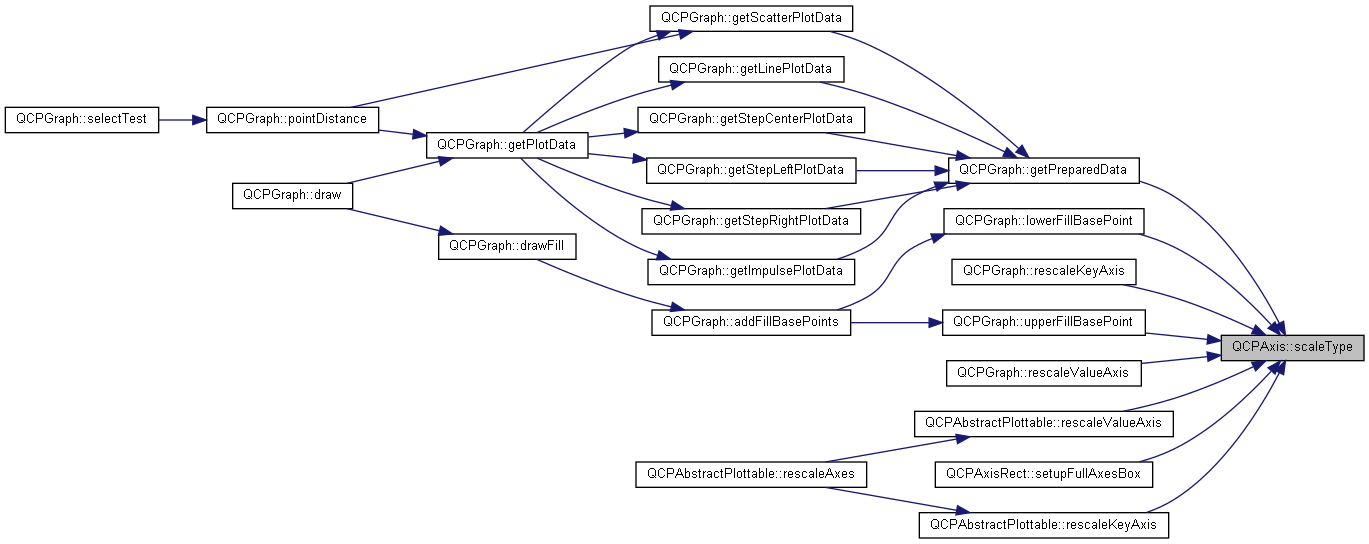 QCPGraph::getScatterPlotData
QCPGraph::getLinePlotData
QCPGraph::selectTest
QCPGraph::pointDistance
QCPGraph::getStepCenterPlotData
QCPGraph::getPlotData
QCPGraph::getStepLeftPlotData
QCPGraph::getPreparedData
QCPGraph::draw
QCPGraph::getStepRightPlotData
QCPGraph::lowerFillBasePoint
QCPGraph::drawFill
QCPGraph::getImpulsePlotData
QCPGraph::rescaleKeyAxis
QCPGraph::addFillBasePoints
QCPGraph::upperFillBasePoint
QCPAxis::scaleType
QCPGraph::rescaleValueAxis
QCPAbstractPlottable::rescaleValueAxis
QCPAbstractPlottable::rescaleAxes
QCPAxisRect::setupFullAxesBox
QCPAbstractPlottable::rescaleKeyAxis